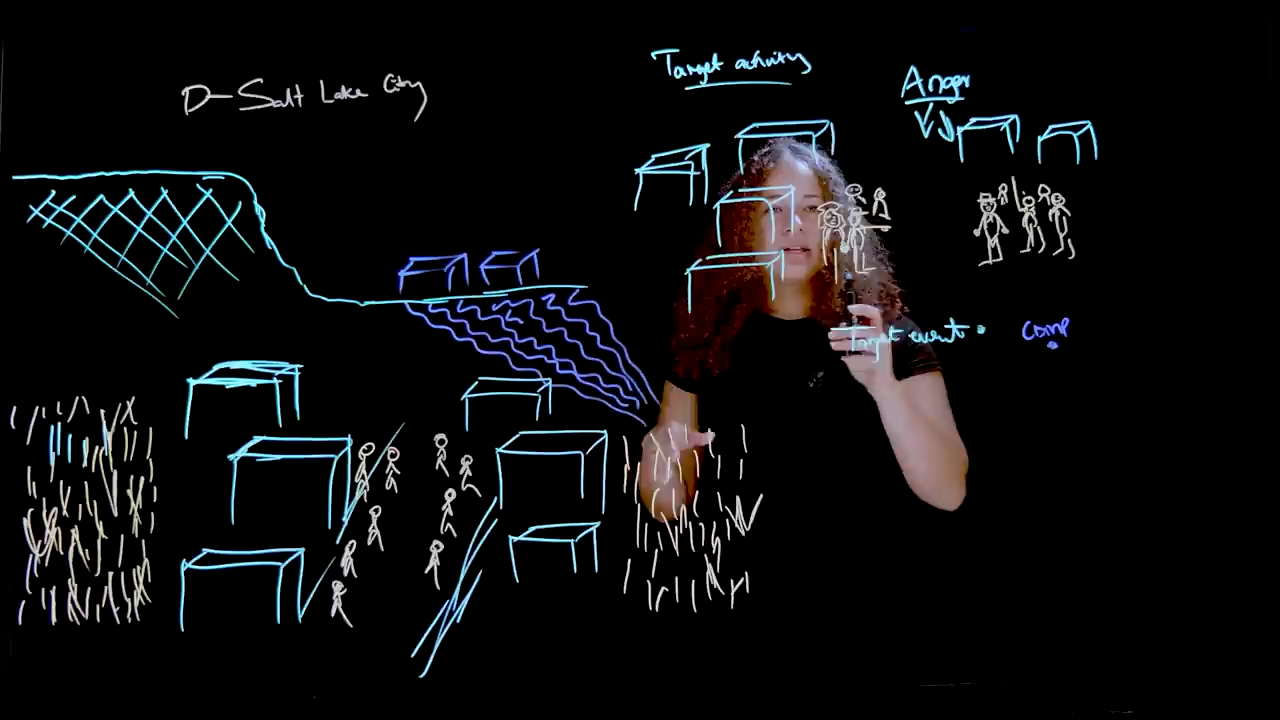 D-Salt Lake City
Target activity
Anger
Target event
comp